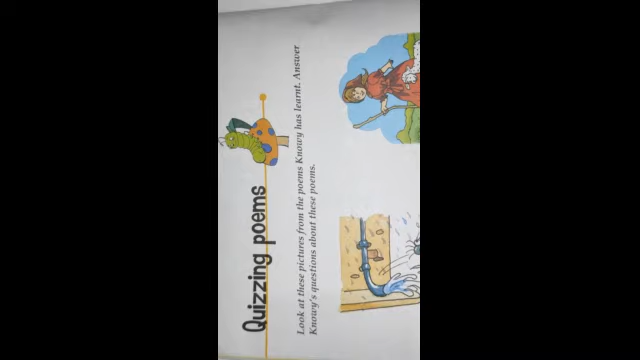 Quizzing poems
Look at these pictures from the poems Knowy has learnt. Answer
Knowy's questions about these poems.